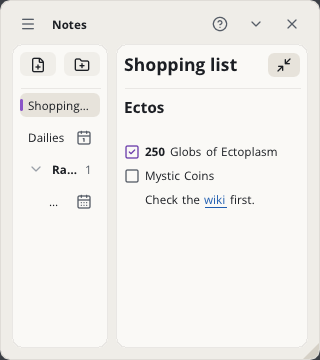 Notes
Shopping...
Dailies
Ra... 1
...
Shopping list
Ectos
250 Globs of Ectoplasm
Mystic Coins
Check the wiki first.